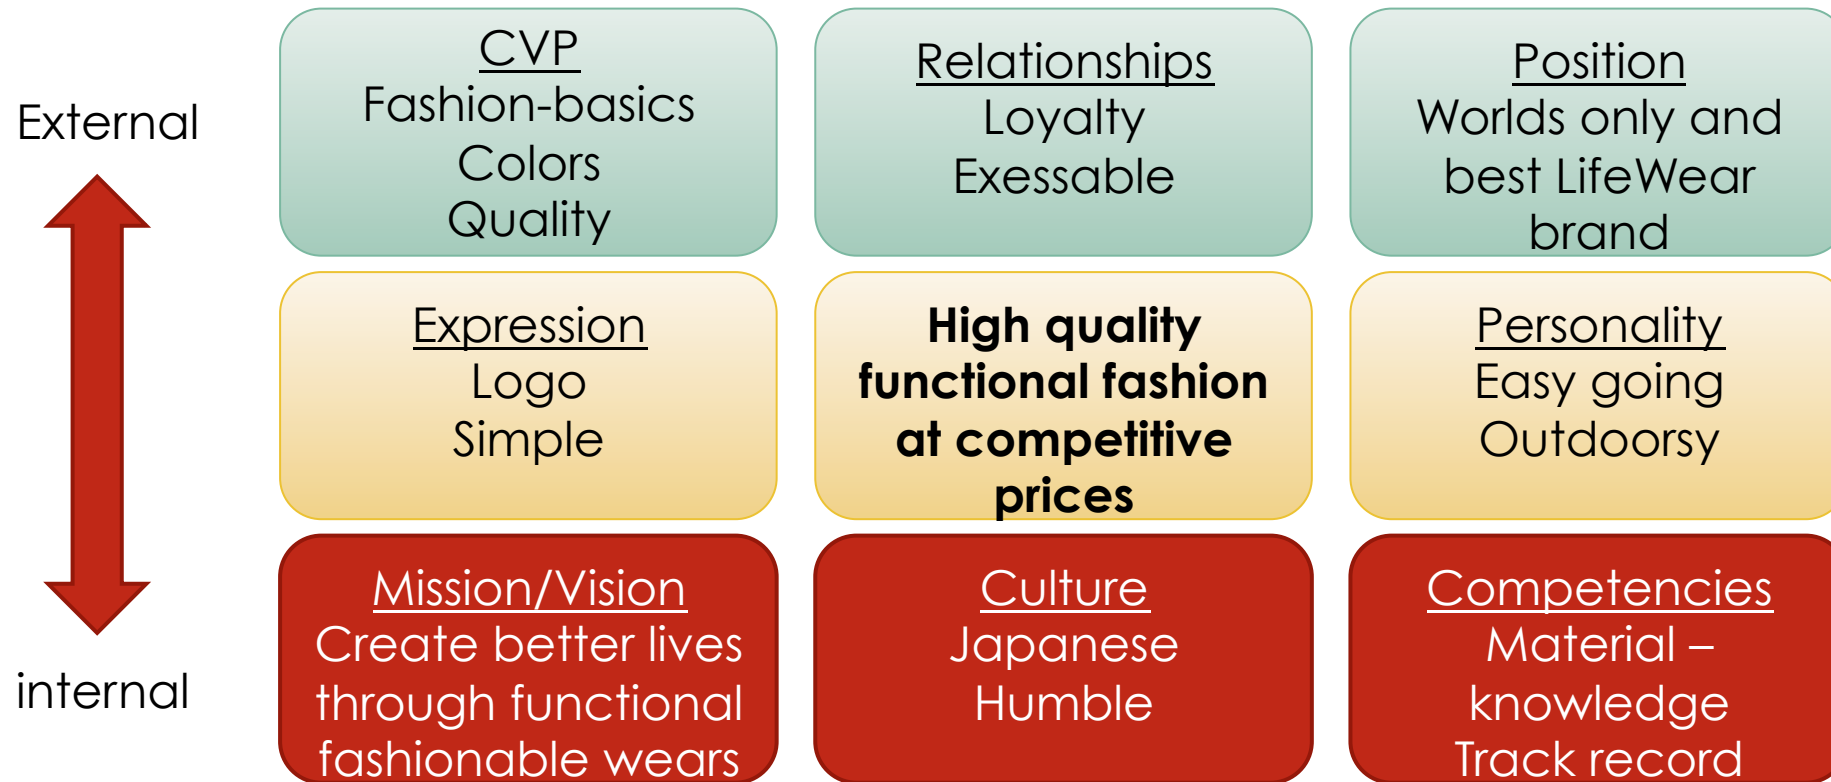 External
internal
CVP
Fashion-basics
Colors
Quality
Relationships
Loyalty
Exessable
Position
Worlds only and
best LifeWear
brand
Expression
Logo
Simple
High quality
functional fashion
at competitive
prices
Personality
Easy going
Outdoorsy
Mission/Vision
Create better lives
through functional
fashionable wears
Culture
Japanese
Humble
Competencies
Material –
knowledge
Track record